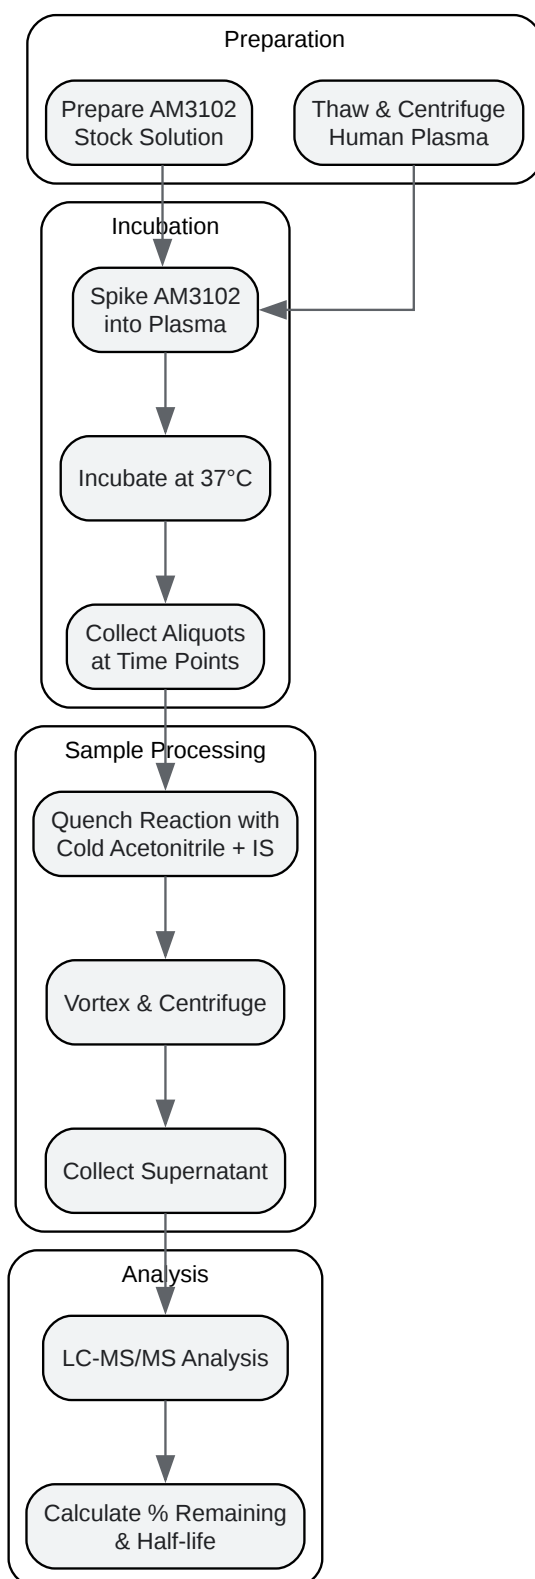 Preparation
Prepare AM3102
Stock Solution
Thaw & Centrifuge
Human Plasma
Incubation
Spike AM3102
into Plasma
Incubate at 37°C
Collect Aliquots
at Time Points
Sample Processing
Quench Reaction with
Cold Acetonitrile + IS
Vortex & Centrifuge
Collect Supernatant
Analysis
LC-MS/MS Analysis
Calculate % Remaining
& Half-life